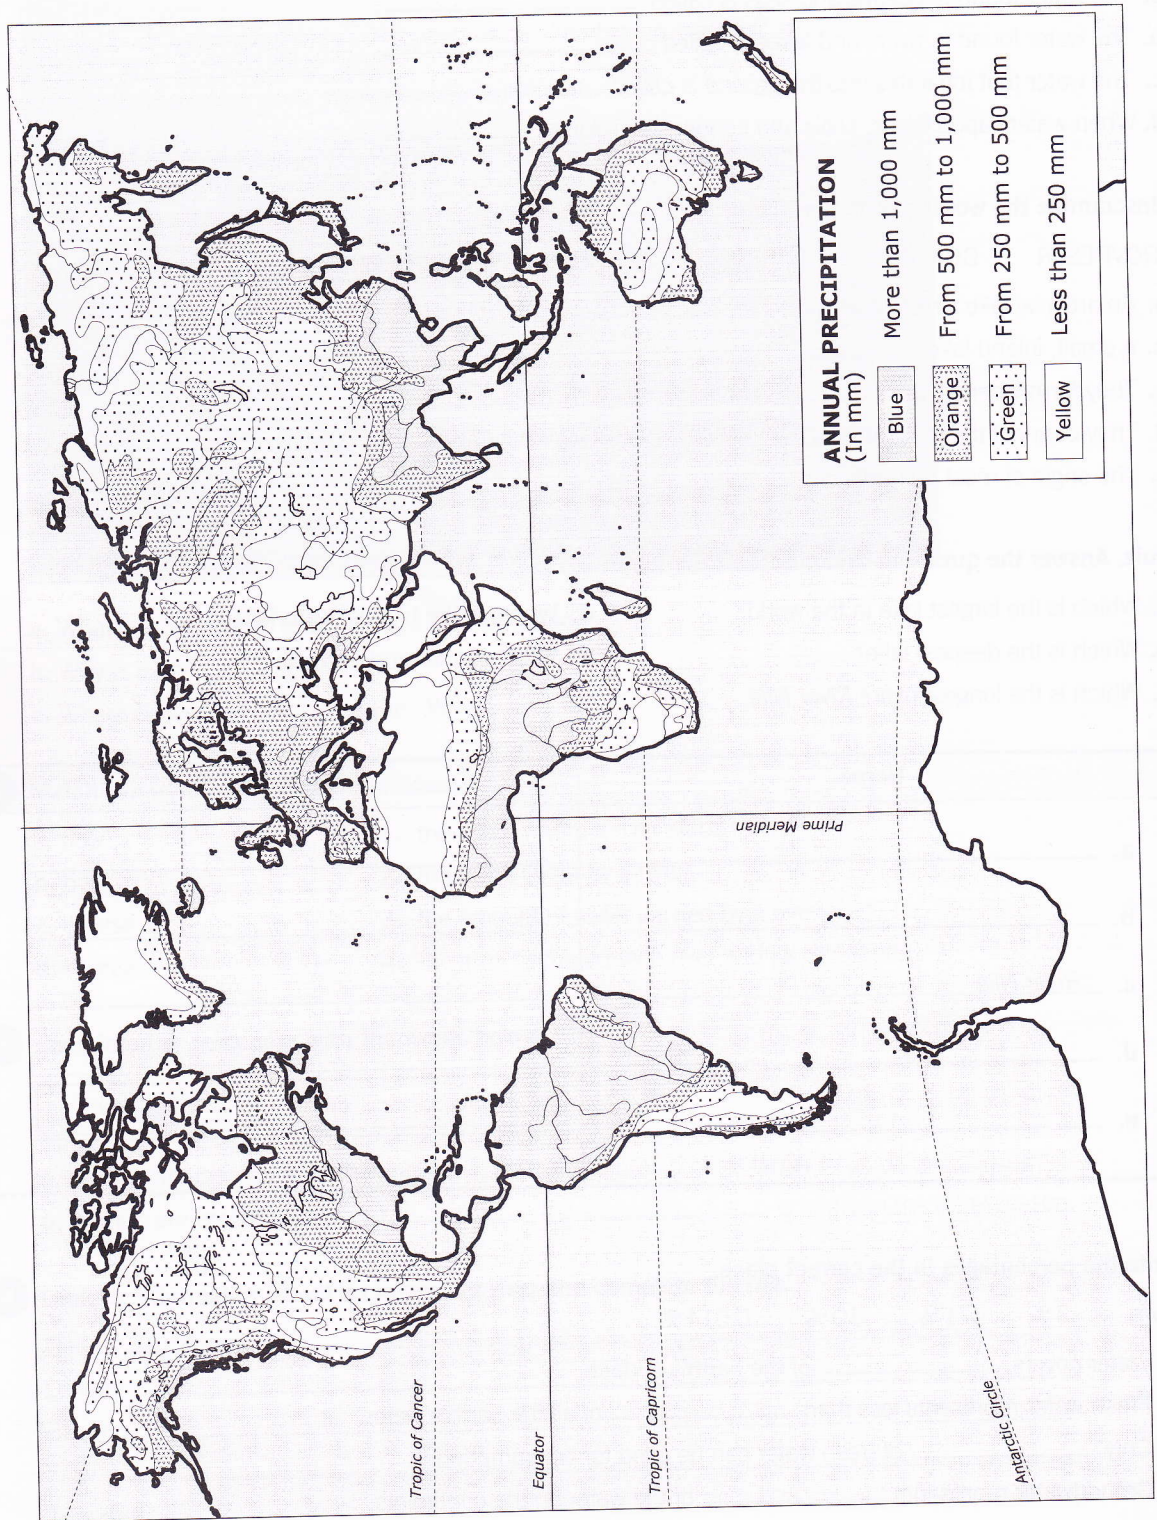 ANNUAL PRECIPITATION
(In mm)
Blue More than 1,000 mm
Orange From 500 mm to 1,000 mm
Green From 250 mm to 500 mm
Yellow Less than 250 mm
Tropic of Cancer
Equator
Prime Meridian
Tropic of Capricorn
Antarctic Circle